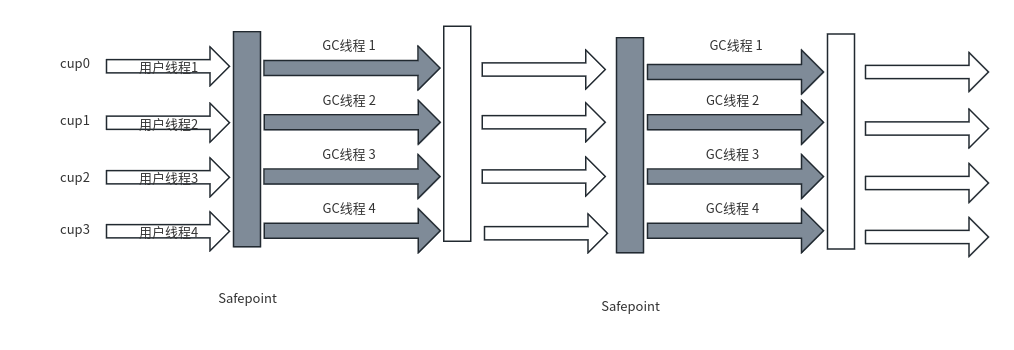 GC线程 1
GC线程 1
cup0
用户线程1
GC线程 2
GC线程 2
cup1
用户线程2
GC线程 3
GC线程 3
cup2
用户线程3
GC线程 4
GC线程 4
cup3
用户线程4
Safepoint
Safepoint